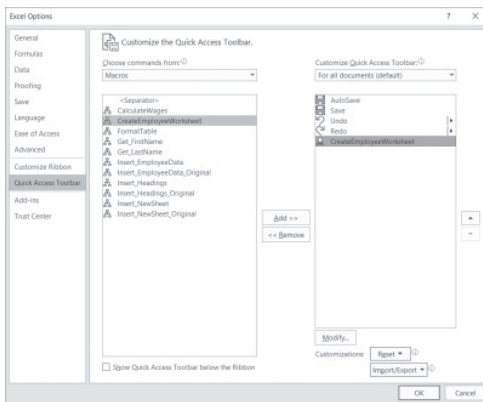 Excel Options
? ×
General
Formulas
Data
Proofing
Save
Language
Ease of Access
Advanced
Customize Ribbon
Quick Access Toolbar
Add-ins
Trust Center
Customize the Quick Access Toolbar.
Choose commands from:
Macros
<Separator>
CalculateWages
CreateEmployeeWorksheet
FormatTable
Get_FirstName
Get_LastName
Insert_EmployeeData
Insert_EmployeeData_Original
Insert_Headings
Insert_Headings_Original
Insert_NewSheet
Insert_NewSheet_Original
Show Quick Access Toolbar below the Ribbon
Add >>
<< Remove
Customize Quick Access Toolbar:
For all documents (default)
AutoSave
Save
Undo
Redo
CreateEmployeeWorksheet
Modify...
Customizations: Reset
Import/Export
OK Cancel